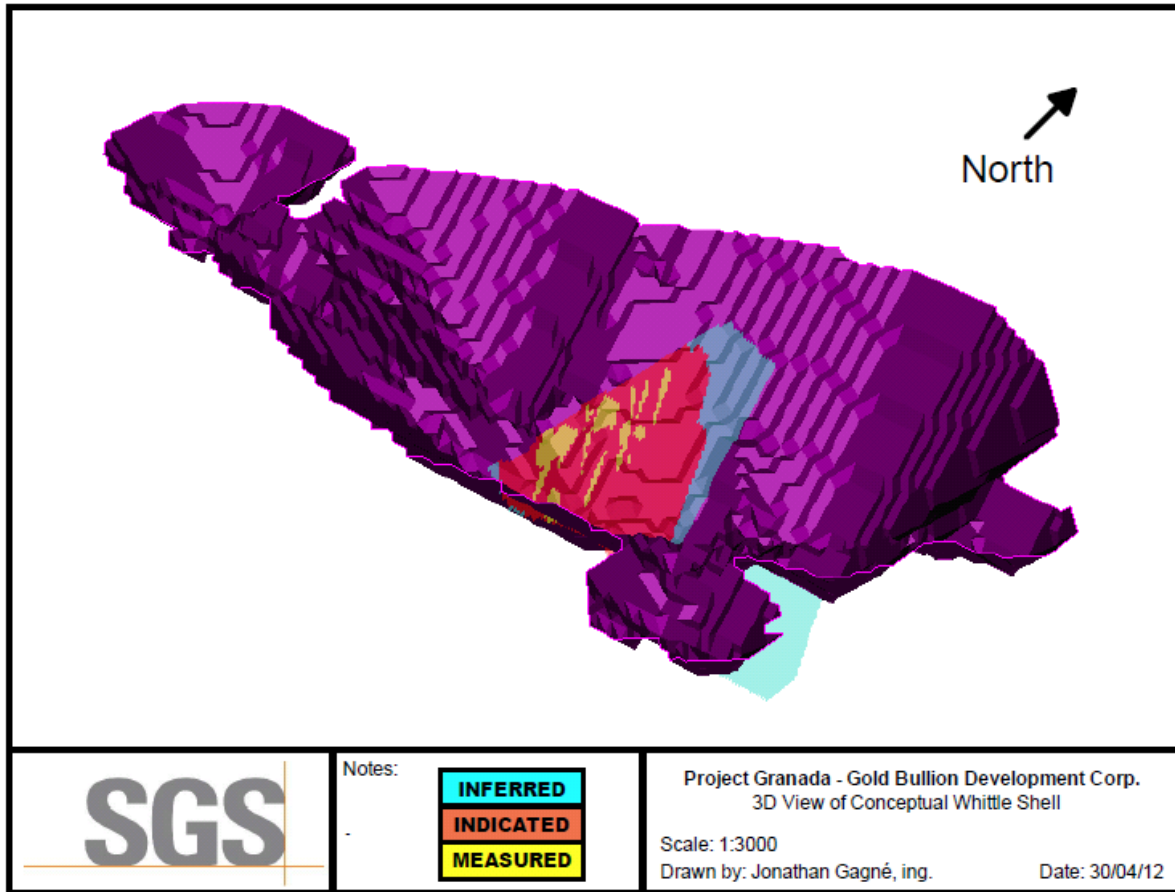 North
SGS
Notes:
-
INFERRED
INDICATED
MEASURED
Project Granada - Gold Bullion Development Corp.
3D View of Conceptual Whittle Shell
Scale: 1:3000
Drawn by: Jonathan Gagné, ing. Date: 30/04/12